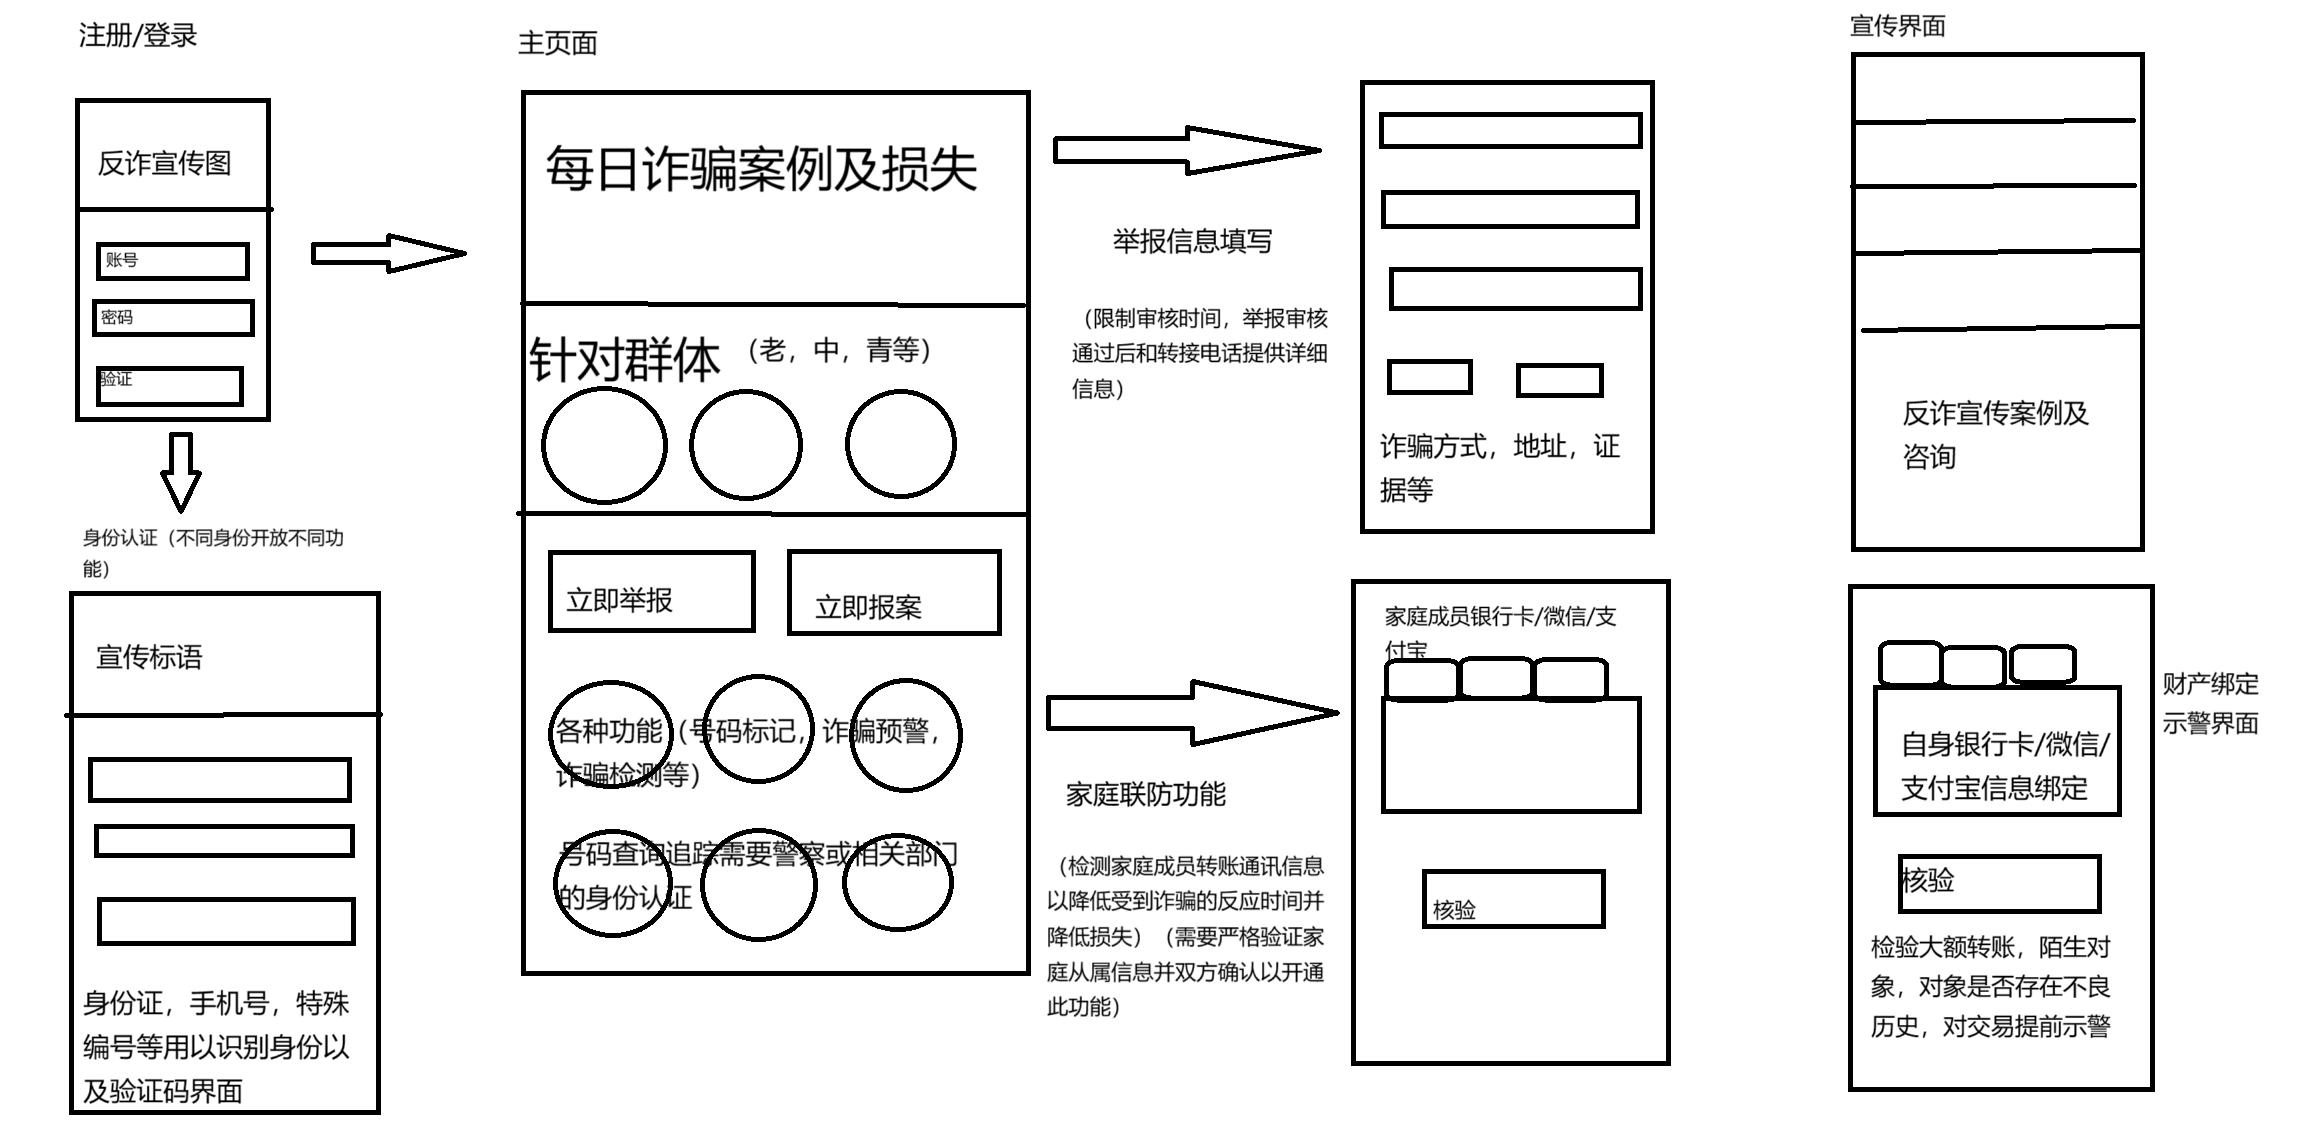 注册/登录
反诈宣传图
账号
密码
验证
身份认证（不同身份开放不同功
能）
宣传标语
身份证，手机号，特殊
编号等用以识别身份以
及验证码界面
主页面
每日诈骗案例及损失
针对群体
（老，中，青等）
立即举报
立即报案
各种功能（号码标记，诈骗预警，
诈骗检测等）
号码查询追踪需要警察或相关部门
的身份认证
举报信息填写
（限制审核时间，举报审核
通过后和转接电话提供详细
信息）
诈骗方式，地址，证
据等
家庭联防功能
（检测家庭成员转账通讯信息
以降低受到诈骗的反应时间并
降低损失）（需要严格验证家
庭从属信息并双方确认以开通
此功能）
家庭成员银行卡/微信/支
付宝
核验
宣传界面
反诈宣传案例及
咨询
自身银行卡/微信/
支付宝信息绑定
核验
检验大额转账，陌生对
象，对象是否存在不良
历史，对交易提前示警
财产绑定
示警界面